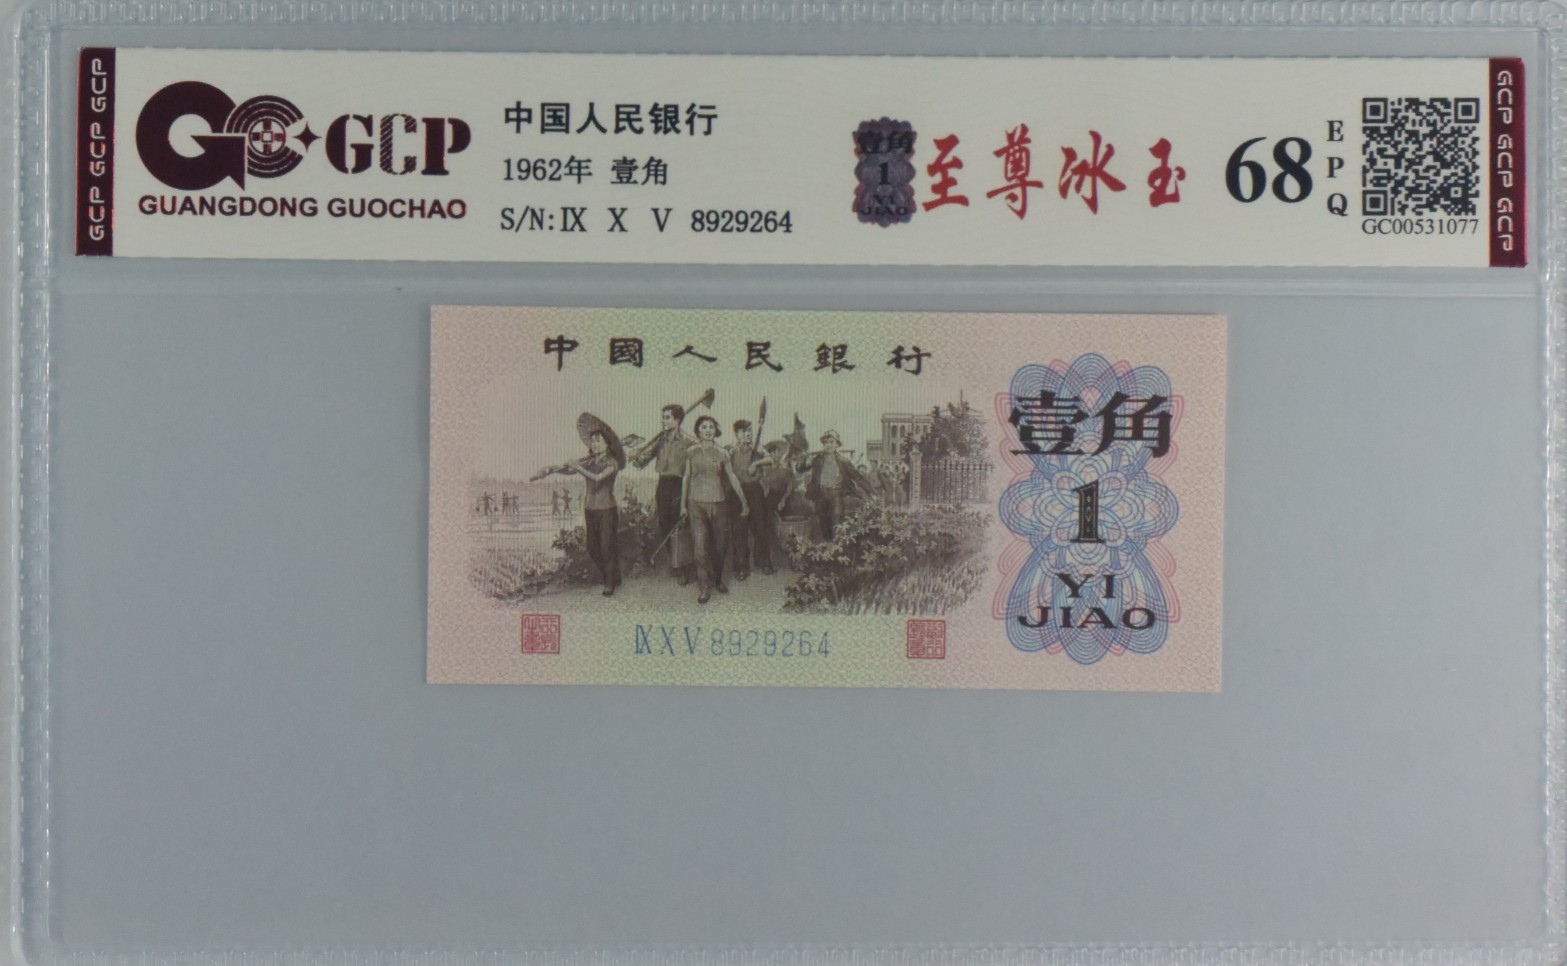 GCP GCP GCP
GCP
GUANGDONG GUOCHAO
中国人民银行
1962年 壹角
S/N:Ⅸ Ⅹ Ⅴ 8929264
壹角
1
YI
JIAO
至尊冰玉
68
E
P
Q
GC00531077
GCP GCP GCP
中國人民銀行
壹角
1
YI
JIAO
ⅨⅩⅤ8929264